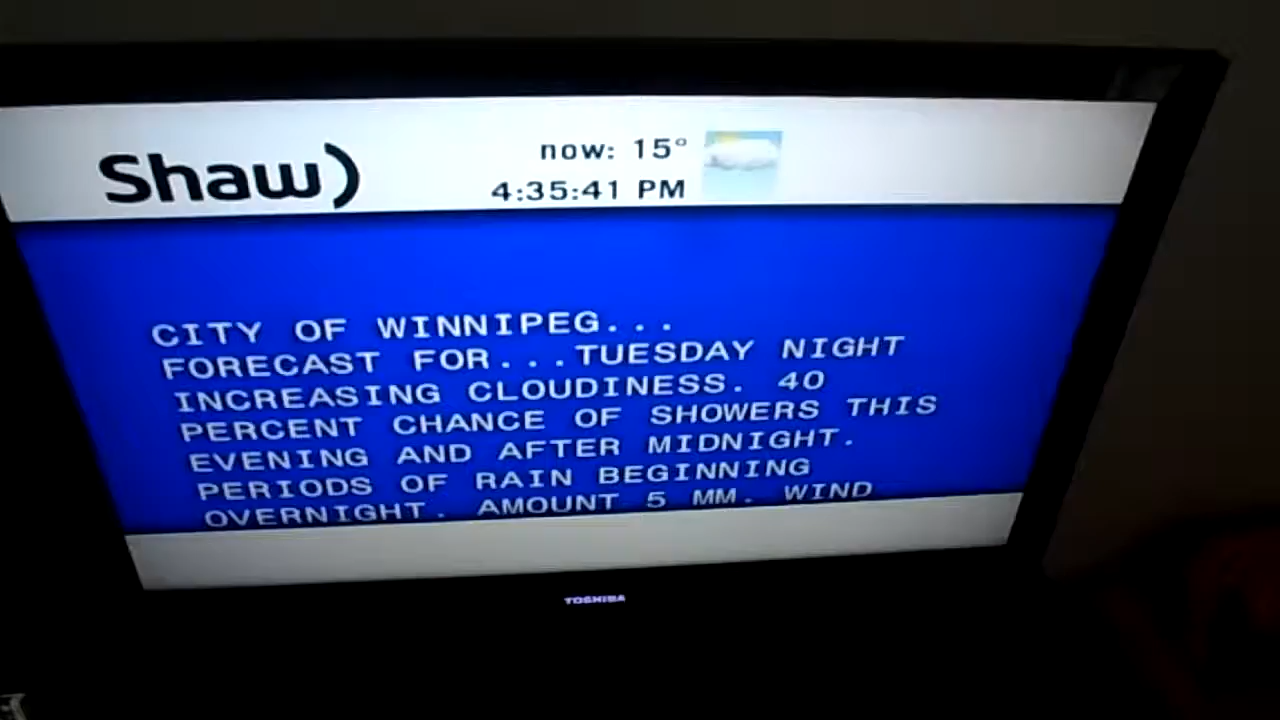 Shaw)
now: 15°
4:35:41 PM
CITY OF WINNIPEG...
FORECAST FOR...TUESDAY NIGHT
INCREASING CLOUDINESS. 40
PERCENT CHANCE OF SHOWERS THIS
EVENING AND AFTER MIDNIGHT.
PERIODS OF RAIN BEGINNING
OVERNIGHT. AMOUNT 5 MM. WIND
TOSHIBA